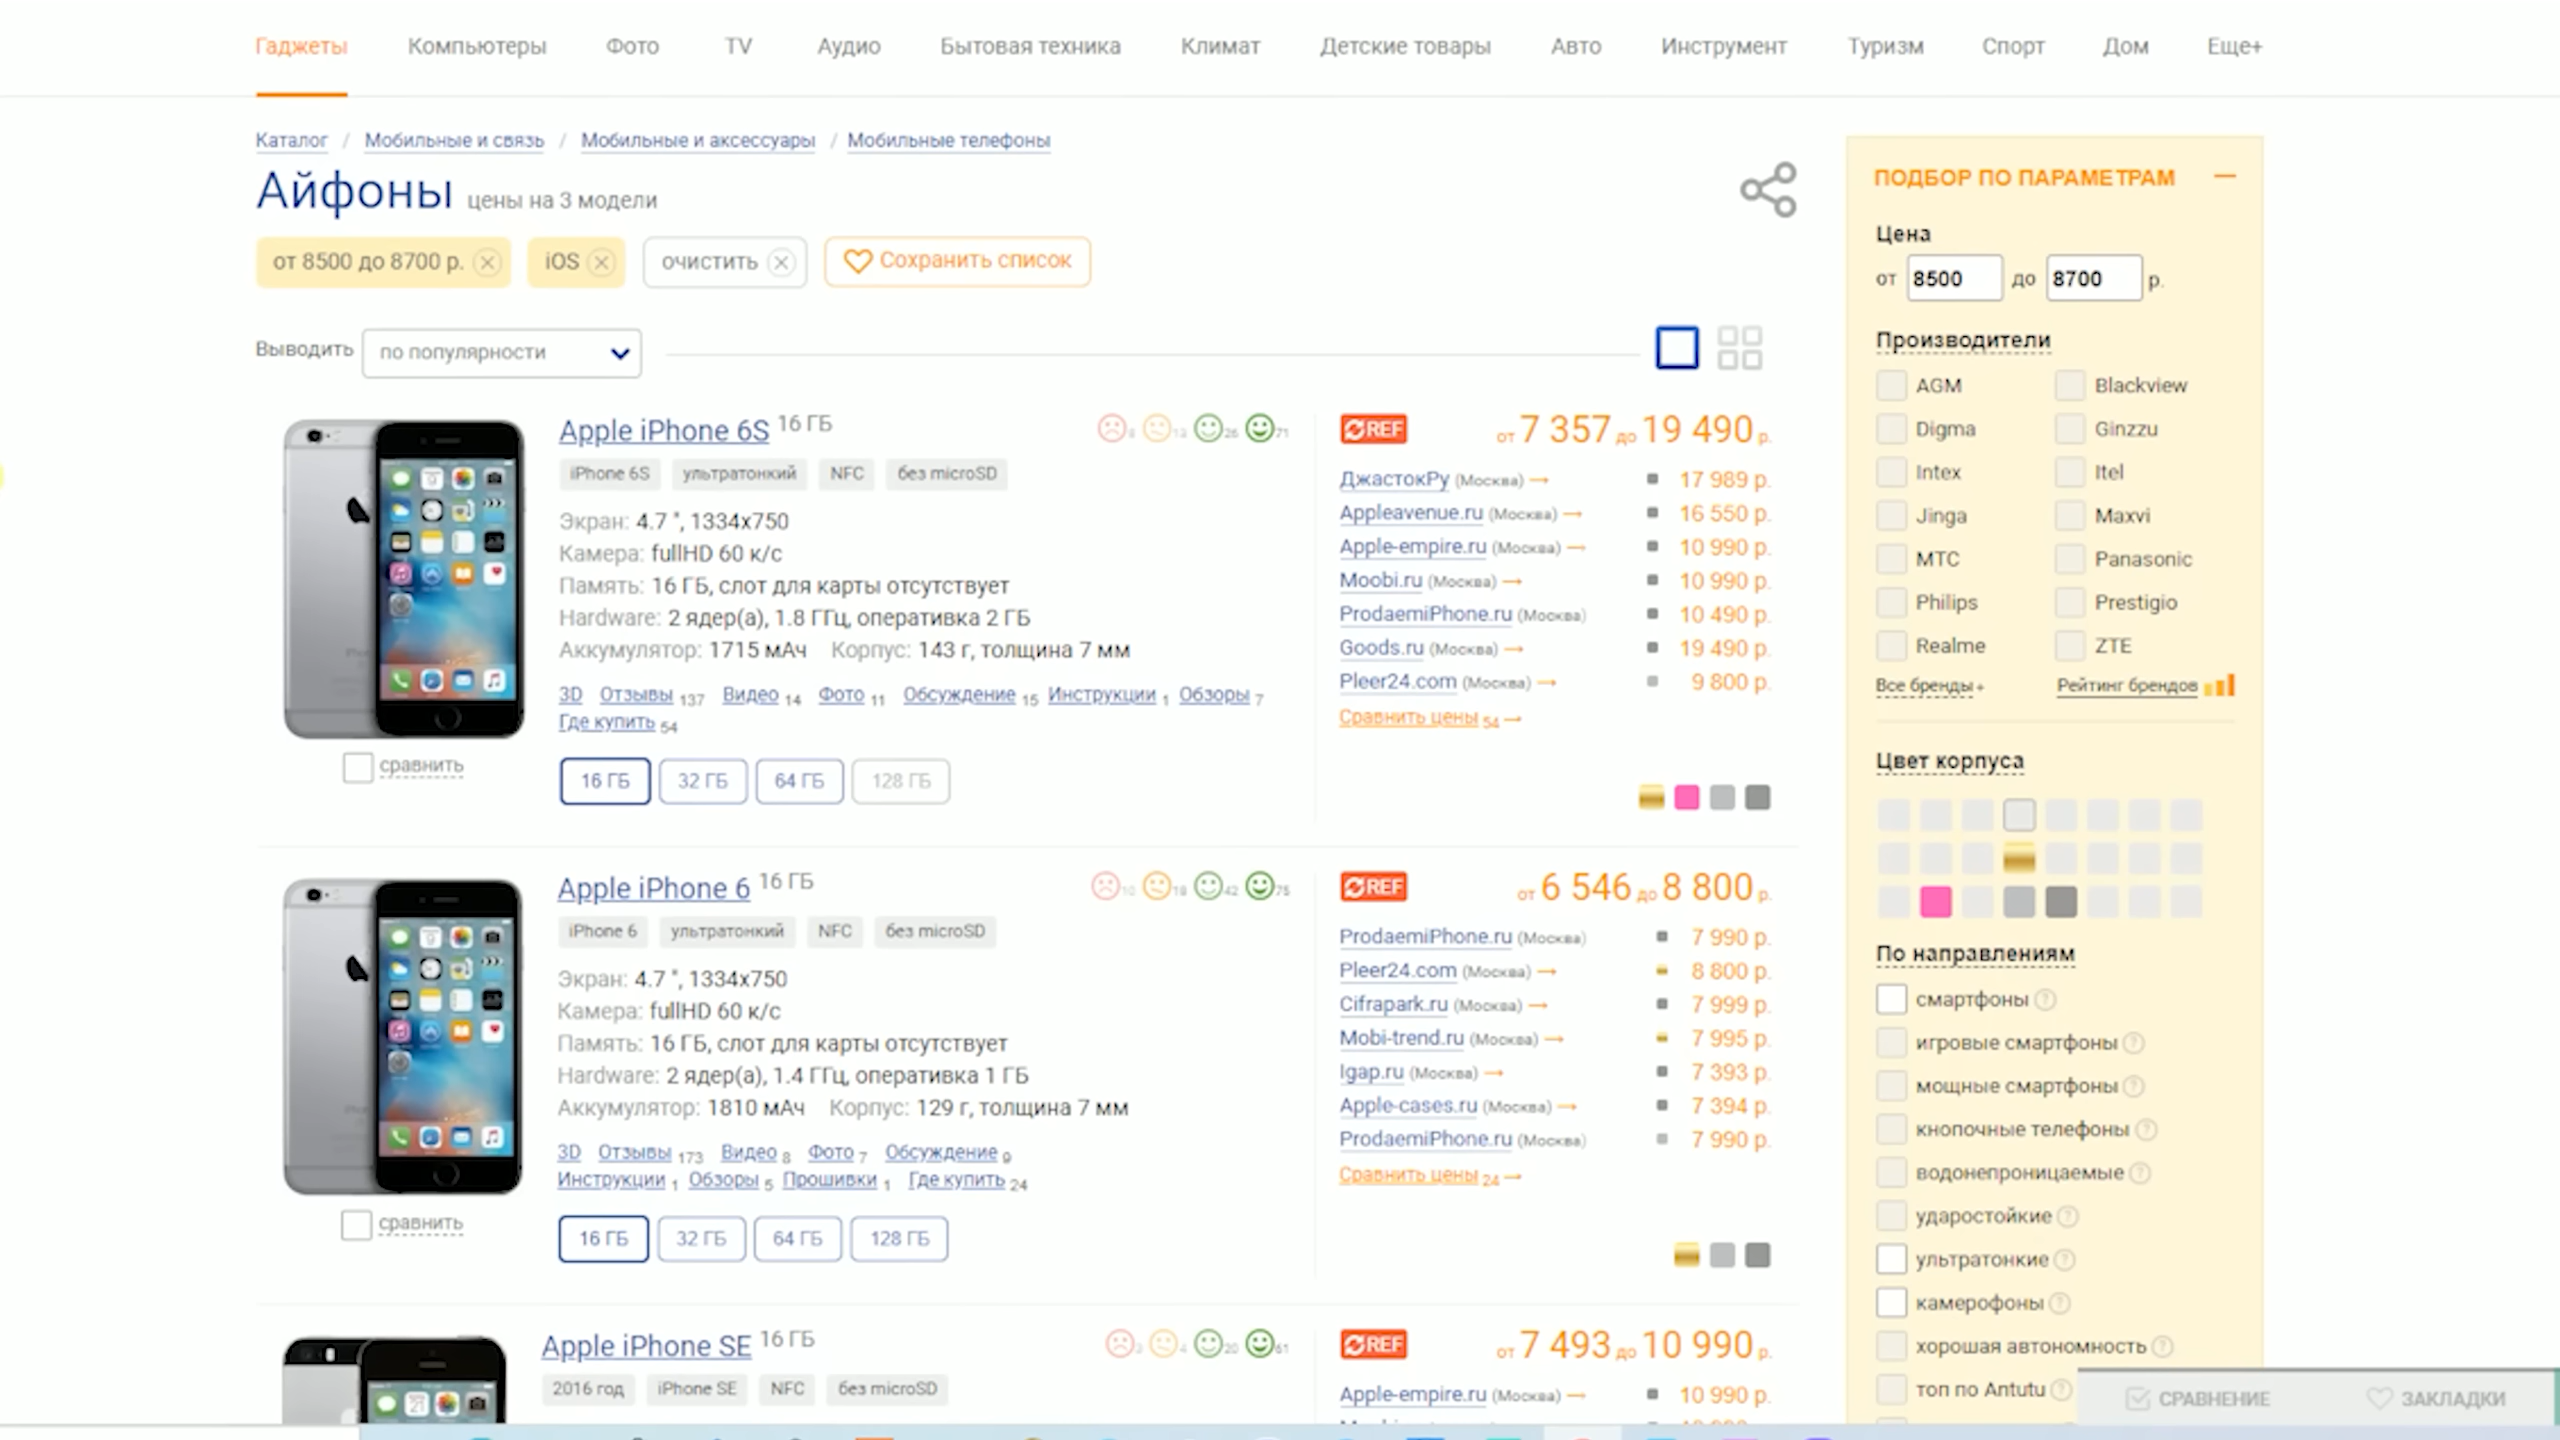 Гаджеты Компьютеры Фото TV Аудио Бытовая техника Климат Детские товары Авто Инструмент Туризм Спорт Дом Еще+
Каталог / Мобильные и связь / Мобильные и аксессуары / Мобильные телефоны
Айфоны цены на 3 модели
от 8500 до 8700 р. iOS очистить Сохранить список
Выводить по популярности
Apple iPhone 6S 16 ГБ
iPhone 6S ультратонкий NFC без microSD
Экран: 4.7 ", 1334x750
Камера: fullHD 60 к/с
Память: 16 ГБ, слот для карты отсутствует
Hardware: 2 ядер(а), 1.8 ГГц, оперативка 2 ГБ
Аккумулятор: 1715 мАч Корпус: 143 г, толщина 7 мм
3D Отзывы 137 Видео 14 Фото 11 Обсуждение 15 Инструкции 1 Обзоры 7
Где купить 54
16 ГБ 32 ГБ 64 ГБ 128 ГБ
сравнить
13 26 71
REF от 7 357 до 19 490 р.
ДжастокРу (Москва) → 17 989 р.
Appleavenue.ru (Москва) → 16 550 р.
Apple-empire.ru (Москва) → 10 990 р.
Moobi.ru (Москва) → 10 990 р.
ProdaemiPhone.ru (Москва) 10 490 р.
Goods.ru (Москва) → 19 490 р.
Pleer24.com (Москва) → 9 800 р.
Сравнить цены 54 →
Apple iPhone 6 16 ГБ
iPhone 6 ультратонкий NFC без microSD
Экран: 4.7 ", 1334x750
Камера: fullHD 60 к/с
Память: 16 ГБ, слот для карты отсутствует
Hardware: 2 ядер(а), 1.4 ГГц, оперативка 1 ГБ
Аккумулятор: 1810 мАч Корпус: 129 г, толщина 7 мм
3D Отзывы 173 Видео 8 Фото 7 Обсуждение 9
Инструкции 1 Обзоры 5 Прошивки 1 Где купить 24
16 ГБ 32 ГБ 64 ГБ 128 ГБ
сравнить
10 18 42 75
REF от 6 546 до 8 800 р.
ProdaemiPhone.ru (Москва) 7 990 р.
Pleer24.com (Москва) → 8 800 р.
Cifrapark.ru (Москва) → 7 999 р.
Mobi-trend.ru (Москва) → 7 995 р.
Igap.ru (Москва) → 7 393 р.
Apple-cases.ru (Москва) → 7 394 р.
ProdaemiPhone.ru (Москва) 7 990 р.
Сравнить цены 24 →
Apple iPhone SE 16 ГБ
2016 год iPhone SE NFC без microSD
3 4 20 61
REF от 7 493 до 10 990 р.
Apple-empire.ru (Москва) → 10 990 р.
ПОДБОР ПО ПАРАМЕТРАМ
Цена
от 8500 до 8700 р.
Производители
AGM Blackview
Digma Ginzzu
Intex Itel
Jinga Maxvi
МТС Panasonic
Philips Prestigio
Realme ZTE
Все бренды+ Рейтинг брендов
Цвет корпуса
По направлениям
смартфоны ?
игровые смартфоны ?
мощные смартфоны ?
кнопочные телефоны ?
водонепроницаемые ?
ударостойкие ?
ультратонкие ?
камерофоны ?
хорошая автономность ?
топ по Antutu ?
СРАВНЕНИЕ ЗАКЛАДКИ